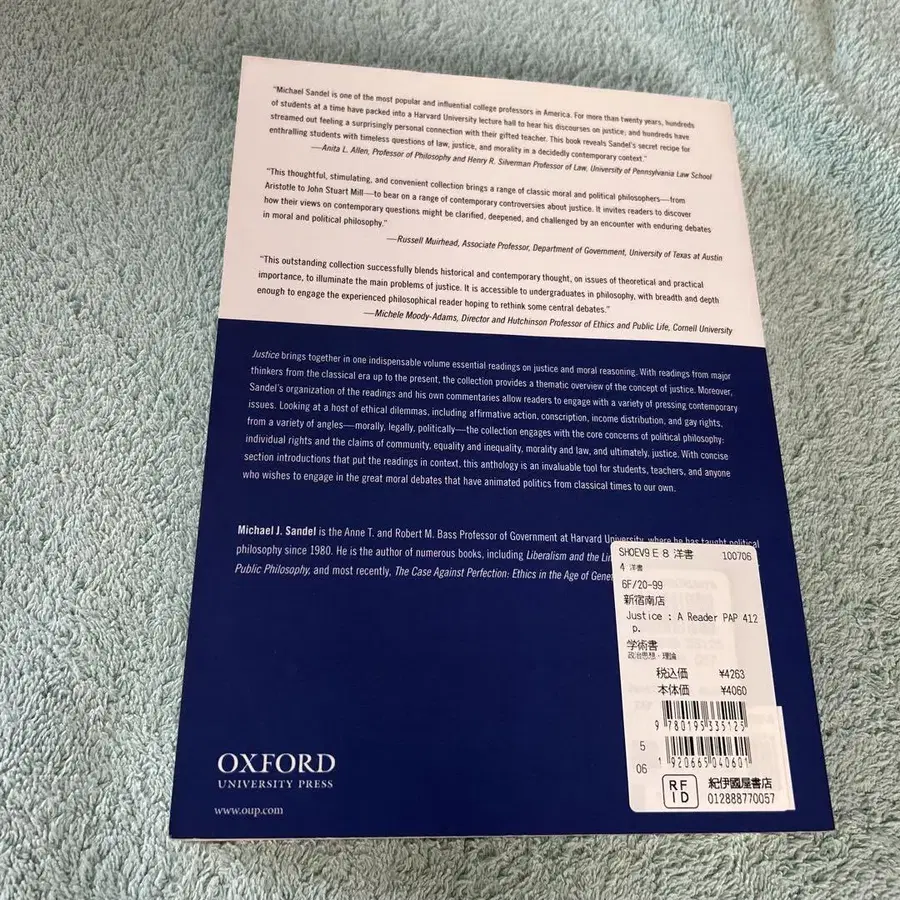 "Michael Sandel is one of the most popular and influential college professors in America. For more than twenty years, hundreds
of students at a time have packed into a Harvard University lecture hall to hear his discourses on justice; and hundreds have
streamed out feeling a surprisingly personal connection with their gifted teacher. This book reveals Sandel's secret recipe for
enthralling students with timeless questions of law, justice, and morality in a decidedly contemporary context."
—Anita L. Allen, Professor of Philosophy and Henry R. Silverman Professor of Law, University of Pennsylvania Law School
"This thoughtful, stimulating, and convenient collection brings a range of classic moral and political philosophers—from
Aristotle to John Stuart Mill—to bear on a range of contemporary controversies about justice. It invites readers to discover
how their views on contemporary questions might be clarified, deepened, and challenged by an encounter with enduring debates
in moral and political philosophy."
—Russell Muirhead, Associate Professor, Department of Government, University of Texas at Austin
"This outstanding collection successfully blends historical and contemporary thought, on issues of theoretical and practical
importance, to illuminate the main problems of justice. It is accessible to undergraduates in philosophy, with breadth and depth
enough to engage the experienced philosophical reader hoping to rethink some central debates."
—Michele Moody-Adams, Director and Hutchinson Professor of Ethics and Public Life, Cornell University
Justice brings together in one indispensable volume essential readings on justice and moral reasoning. With readings from major
thinkers from the classical era up to the present, the collection provides a thematic overview of the concept of justice. Moreover,
Sandel's organization of the readings and his own commentaries allow readers to engage with a variety of pressing contemporary
issues. Looking at a host of ethical dilemmas, including affirmative action, conscription, income distribution, and gay rights,
from a variety of angles—morally, legally, politically—the collection engages with the core concerns of political philosophy:
individual rights and the claims of community, equality and inequality, morality and law, and ultimately, justice. With concise
section introductions that put the readings in context, this anthology is an invaluable tool for students, teachers, and anyone
who wishes to engage in the great moral debates that have animated politics from classical times to our own.
Michael J. Sandel is the Anne T. and Robert M. Bass Professor of Government at Harvard University, where he has taught political
philosophy since 1980. He is the author of numerous books, including Liberalism and the
Public Philosophy, and most recently, The Case Against Perfection: Ethics in the Age of
SHOEV9 E 8 洋書 100706
4 洋書
6F/20-99
新宿南店
Justice : A Reader PAP 412
p.
学術書
政治思想・理論
税込価 ¥4263
本体価 ¥4060
9 780195 335125
5
06 1 920665 040601
RF
ID
紀伊國屋書店
012888770057
OXFORD
UNIVERSITY PRESS
www.oup.com